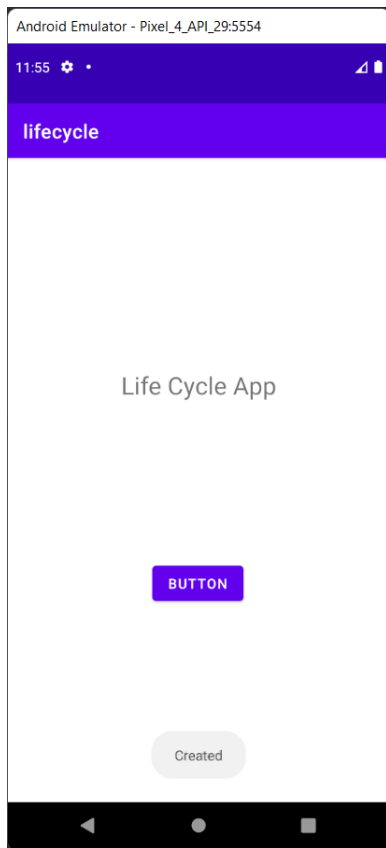 Android Emulator - Pixel_4_API_29:5554
11:55
lifecycle
Life Cycle App
BUTTON
Created